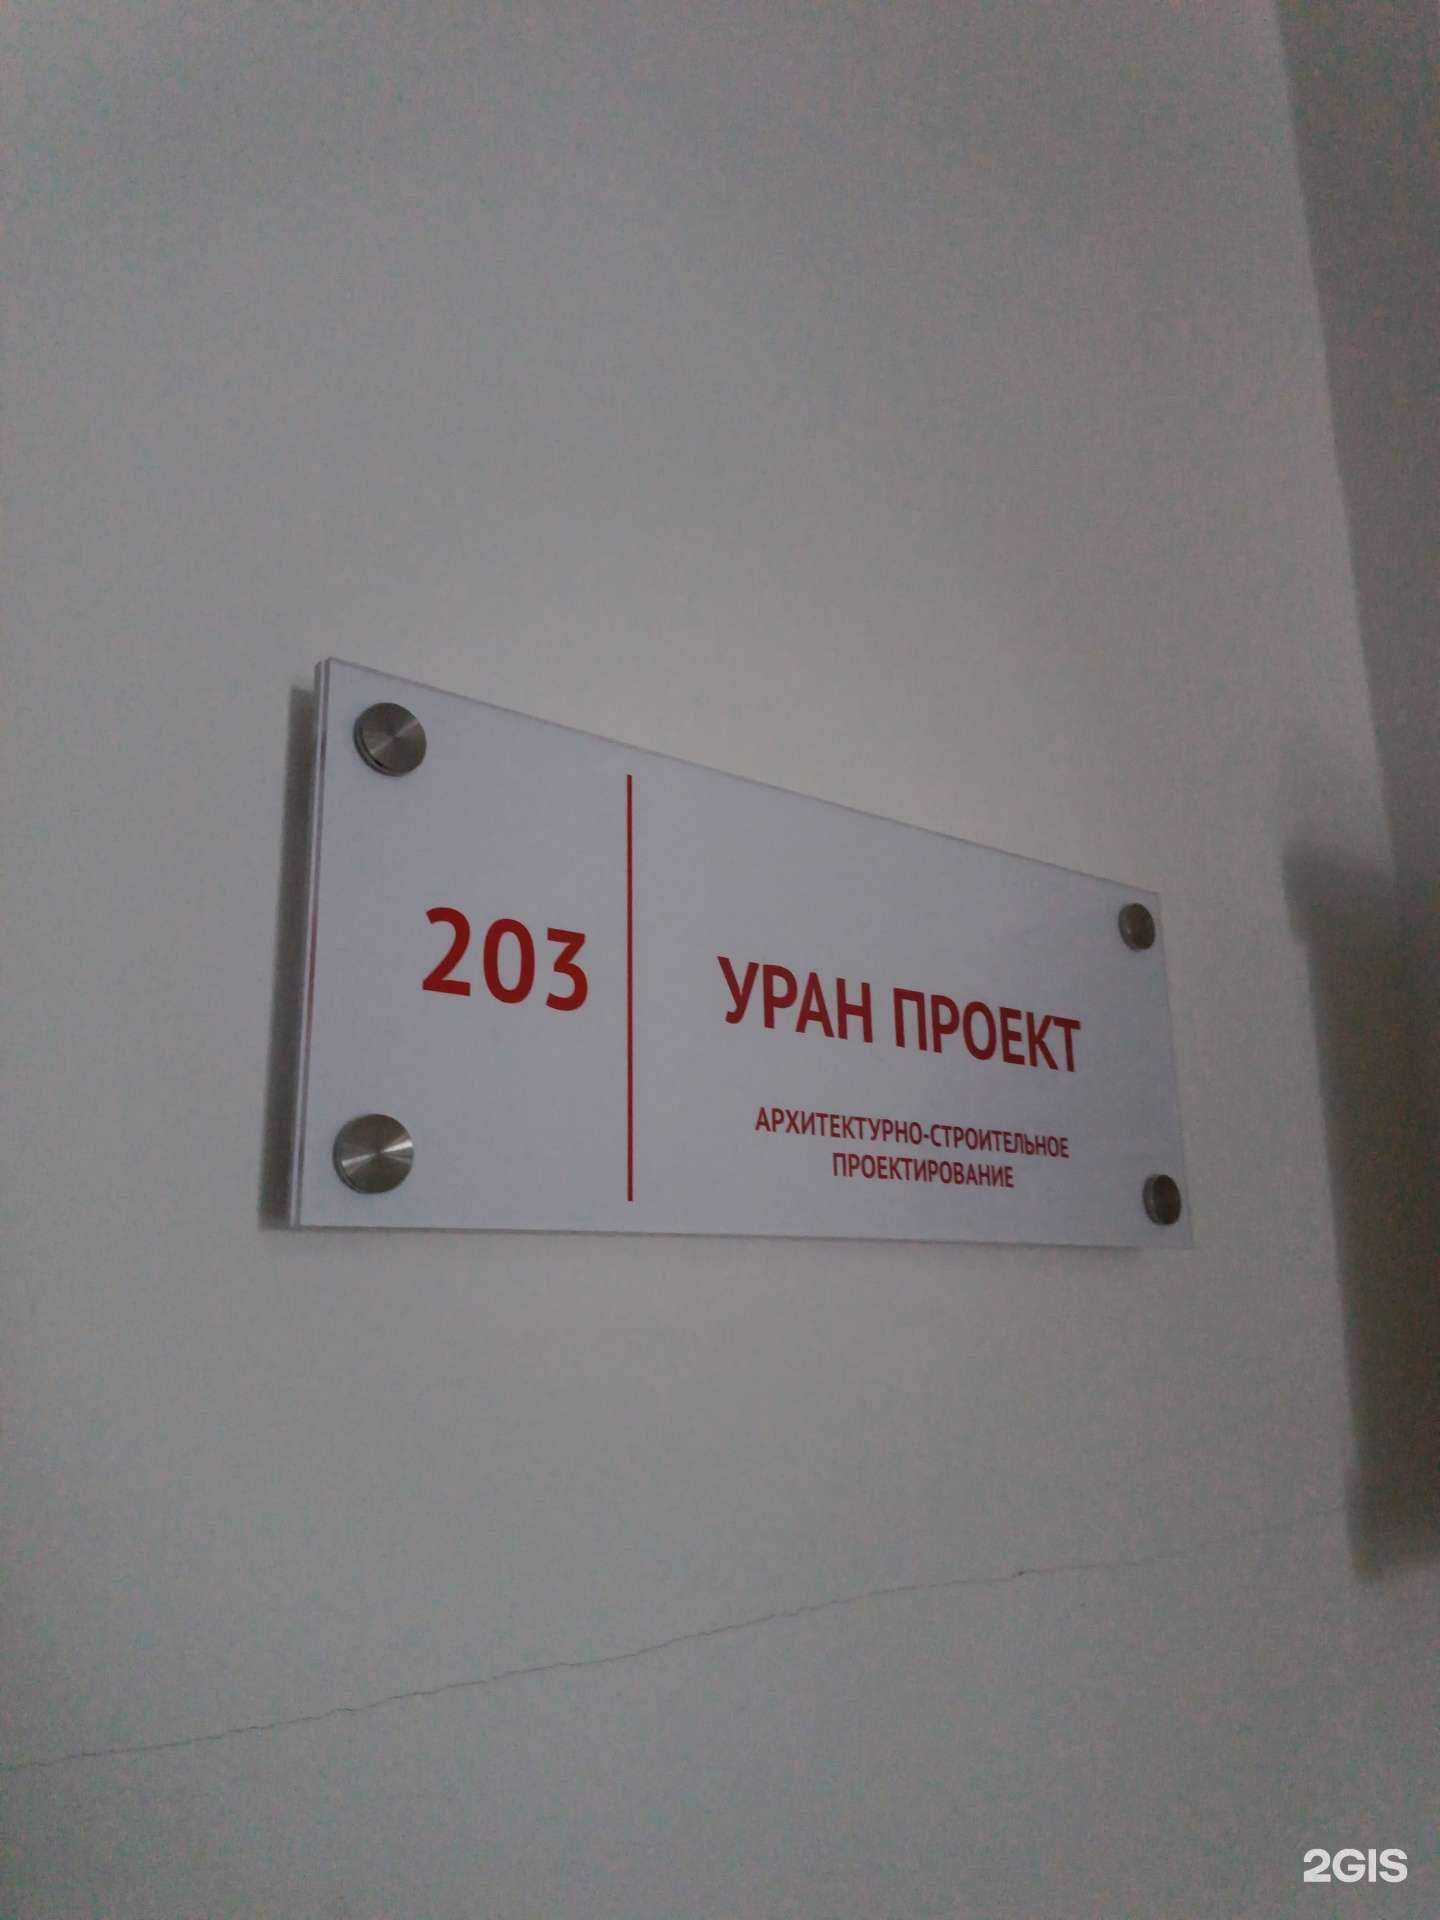 203
УРАН ПРОЕКТ
АРХИТЕКТУРНО-СТРОИТЕЛЬНОЕ
ПРОЕКТИРОВАНИЕ
2GIS